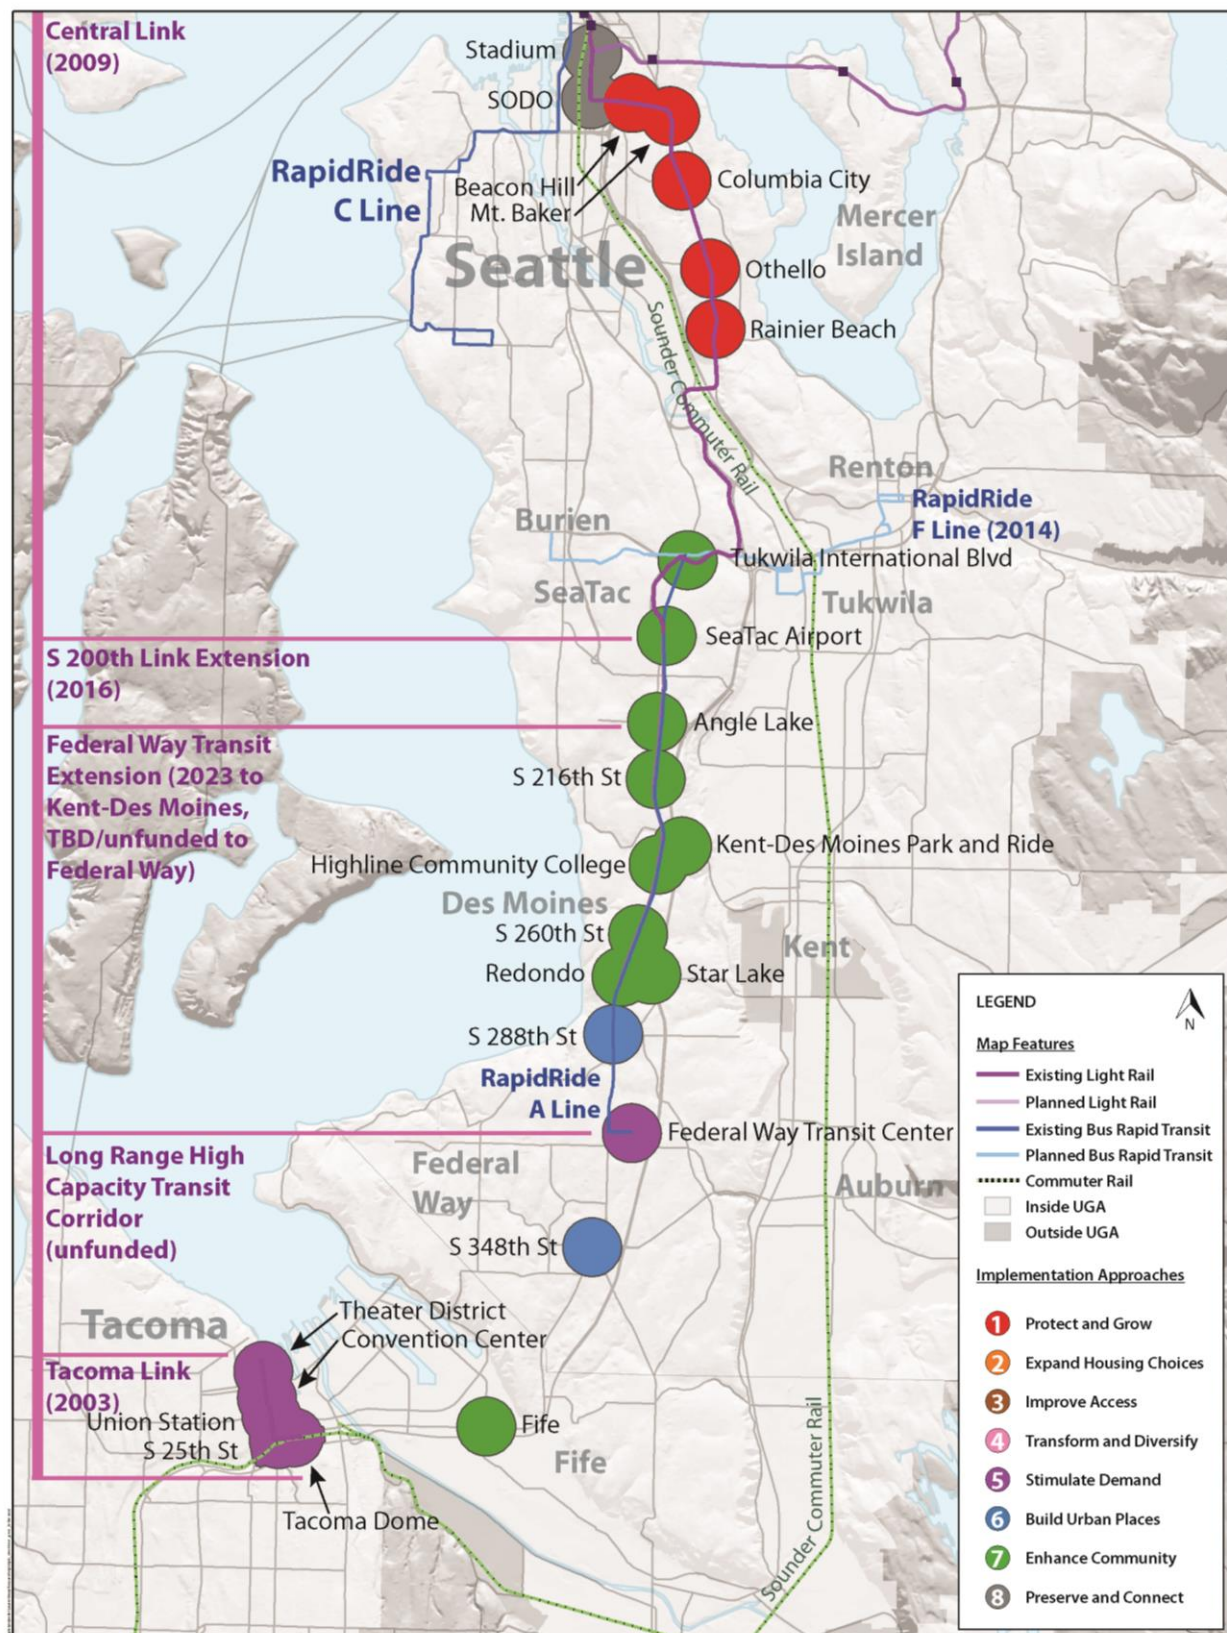 Central Link
(2009)
Stadium
SODO
RapidRide
C Line
Beacon Hill
Mt. Baker
Columbia City
Mercer
Island
Seattle
Othello
Rainier Beach
Sounder Commuter Rail
Renton
RapidRide
F Line (2014)
Burien
Tukwila International Blvd
SeaTac
Tukwila
SeaTac Airport
S 200th Link Extension
(2016)
Angle Lake
Federal Way Transit
Extension (2023 to
Kent-Des Moines,
TBD/unfunded to
Federal Way)
S 216th St
Kent-Des Moines Park and Ride
Highline Community College
Des Moines
S 260th St
Kent
Redondo
Star Lake
S 288th St
RapidRide
A Line
Federal Way Transit Center
Long Range High
Capacity Transit
Corridor
(unfunded)
Federal
Way
Auburn
S 348th St
Tacoma
Theater District
Convention Center
Tacoma Link
(2003)
Union Station
S 25th St
Fife
Fife
Tacoma Dome
Sounder Commuter Rail
LEGEND
N
Map Features
Existing Light Rail
Planned Light Rail
Existing Bus Rapid Transit
Planned Bus Rapid Transit
Commuter Rail
Inside UGA
Outside UGA
Implementation Approaches
1 Protect and Grow
2 Expand Housing Choices
3 Improve Access
4 Transform and Diversify
5 Stimulate Demand
6 Build Urban Places
7 Enhance Community
8 Preserve and Connect